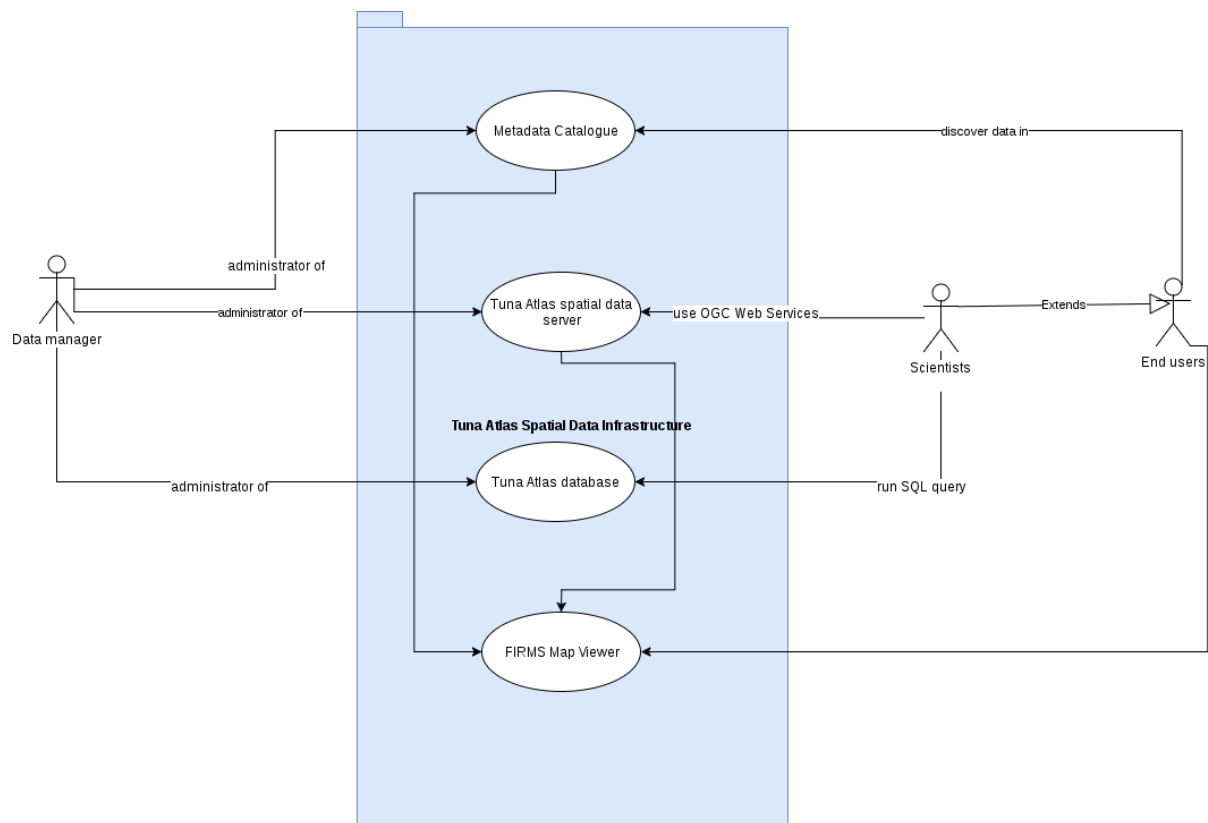 Metadata Catalogue
discover data in
administrator of
Tuna Atlas spatial data
server
administrator of
use OGC Web Services
Extends
Data manager
Scientists
End users
Tuna Atlas Spatial Data Infrastructure
administrator of
Tuna Atlas database
run SQL query
FIRMS Map Viewer